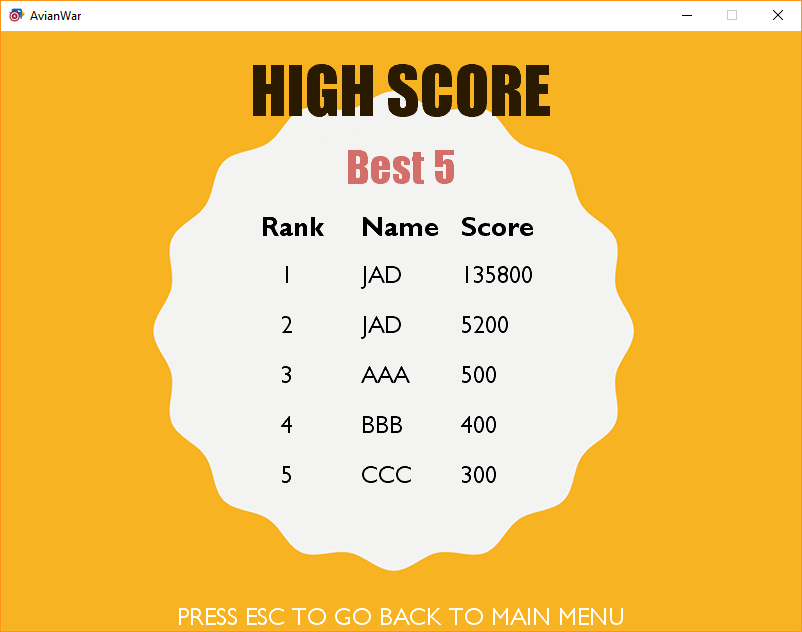 AvianWar
HIGH SCORE
Best 5
Rank Name Score
1 JAD 135800
2 JAD 5200
3 AAA 500
4 BBB 400
5 CCC 300
PRESS ESC TO GO BACK TO MAIN MENU